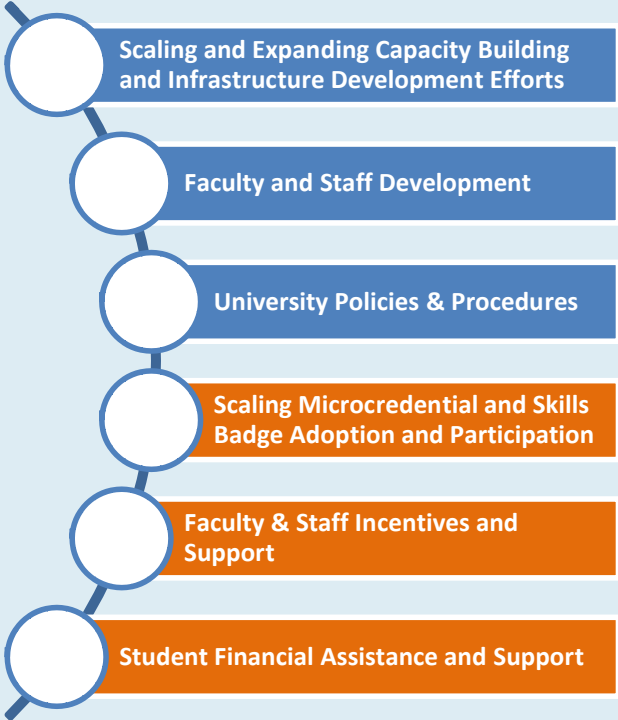 Scaling and Expanding Capacity Building
and Infrastructure Development Efforts
Faculty and Staff Development
University Policies & Procedures
Scaling Microcredential and Skills
Badge Adoption and Participation
Faculty & Staff Incentives and
Support
Student Financial Assistance and Support